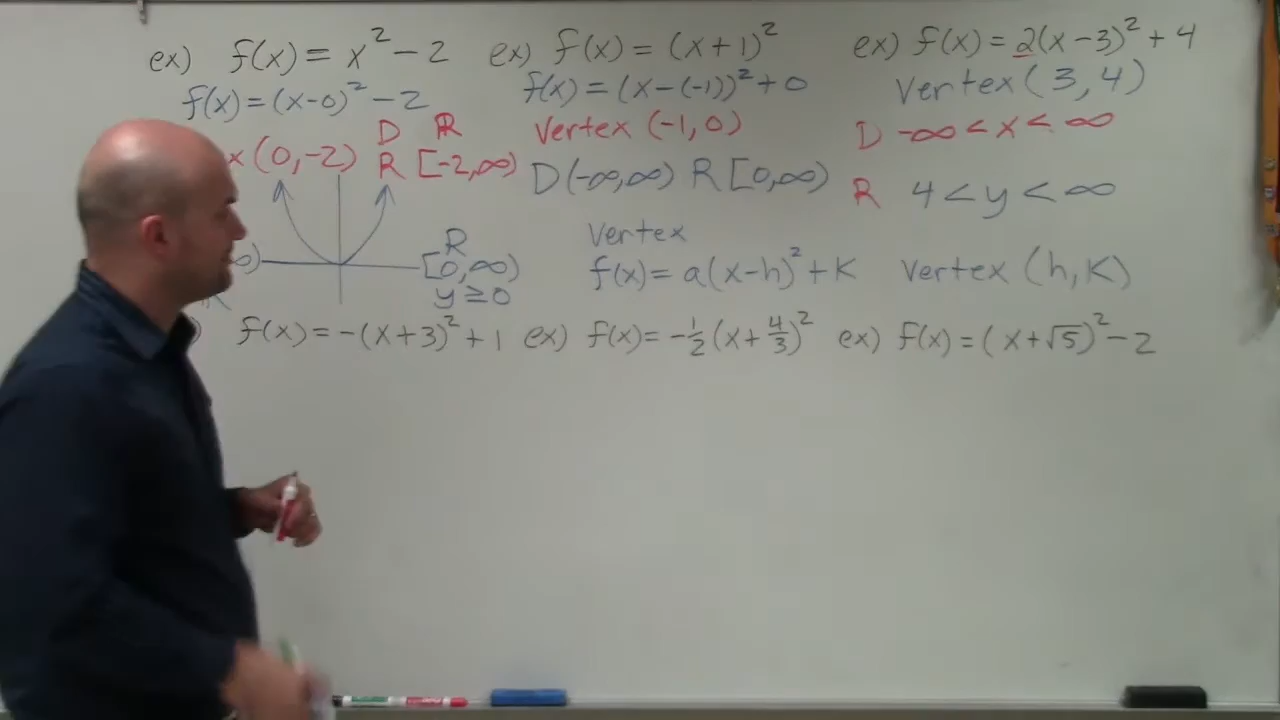 ex) f(x) = x² - 2 ex) f(x) = (x+1)² ex) f(x) = 2(x-3)² + 4
f(x) = (x-0)² - 2 f(x) = (x-(-1))² + 0 Vertex (3, 4)
D ℝ Vertex (-1, 0) D -∞ < x < ∞
x (0, -2) R [-2, ∞) D (-∞, ∞) R [0, ∞) R 4 < y < ∞
R Vertex
) [0, ∞) f(x) = a(x-h)² + K Vertex (h, K)
y ≥ 0
) f(x) = -(x+3)² + 1 ex) f(x) = -1/2(x+4/3)² ex) f(x) = (x+√5)² - 2